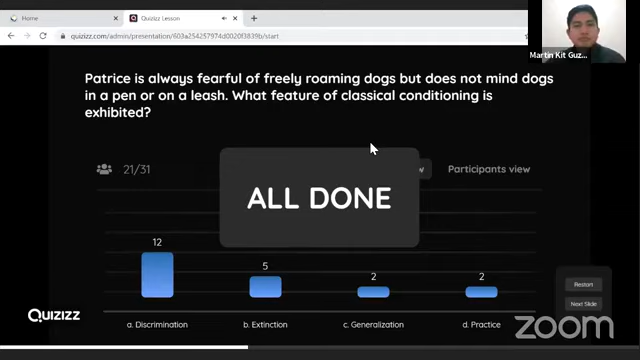 Home
Quizizz Lesson
quizizz.com/admin/presentation/603a254257974d0020f3839b/start
Martin Kit Guz...
Patrice is always fearful of freely roaming dogs but does not mind dogs
in a pen or on a leash. What feature of classical conditioning is
exhibited?
21/31
Participants view
ALL DONE
12
5
2
2
a. Discrimination
b. Extinction
c. Generalization
d. Practice
Restart
Next Slide
QUIZIZZ
zoom